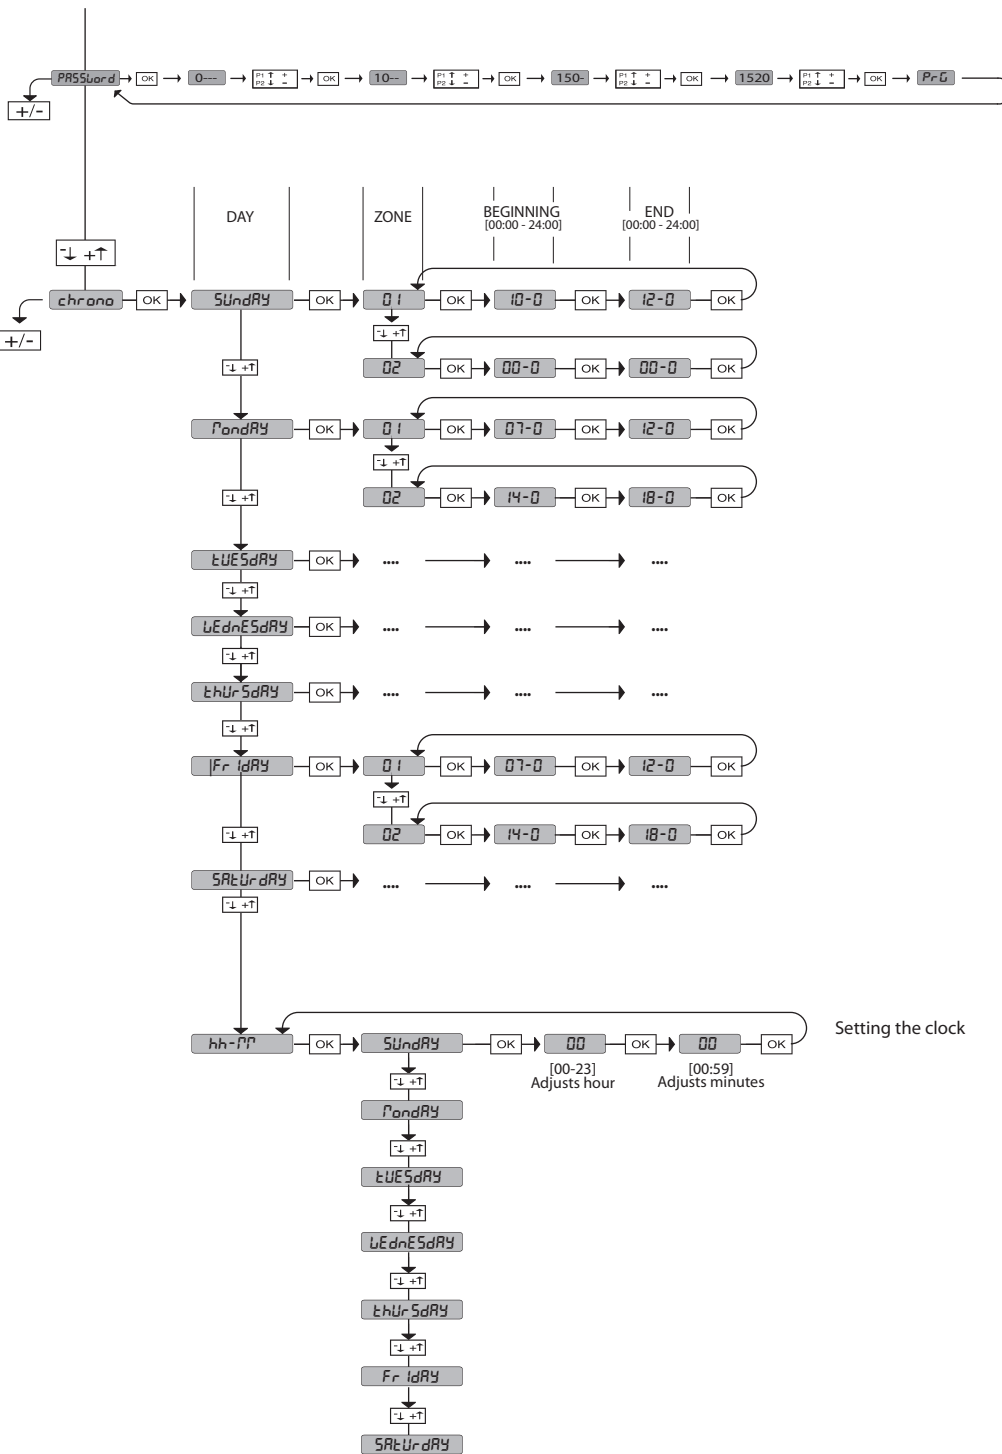 PASSword OK 0--- P1 ↑ + P2 ↓ - OK 10-- P1 ↑ + P2 ↓ - OK 150- P1 ↑ + P2 ↓ - OK 1520 P1 ↑ + P2 ↓ - OK PrG
+/-
DAY ZONE BEGINNING END
[00:00 - 24:00] [00:00 - 24:00]
-↓ +↑
chrono OK SUndAY OK 01 OK 10-0 OK 12-0 OK
+/-
-↓ +↑
-↓ +↑ 02 OK 00-0 OK 00-0 OK
MondAY OK 01 OK 07-0 OK 12-0 OK
-↓ +↑
-↓ +↑ 02 OK 14-0 OK 18-0 OK
tUESdAY OK .... .... ....
-↓ +↑
wEdnESdAY OK .... .... ....
-↓ +↑
thUrSdAY OK .... .... ....
-↓ +↑
FrIdAY OK 01 OK 07-0 OK 12-0 OK
-↓ +↑
-↓ +↑ 02 OK 14-0 OK 18-0 OK
SAtUrdAY OK .... .... ....
-↓ +↑
hh-MM OK SUndAY OK 00 OK 00 OK Setting the clock
[00-23] [00:59]
Adjusts hour Adjusts minutes
-↓ +↑
MondAY
-↓ +↑
tUESdAY
-↓ +↑
wEdnESdAY
-↓ +↑
thUrSdAY
-↓ +↑
FrIdAY
-↓ +↑
SAtUrdAY